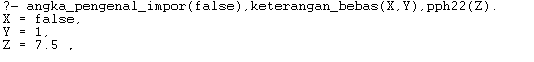 ?- angka_pengenal_impor(false),keterangan_bebas(X,Y),pph22(Z).
X = false,
Y = 1,
Z = 7.5 ,